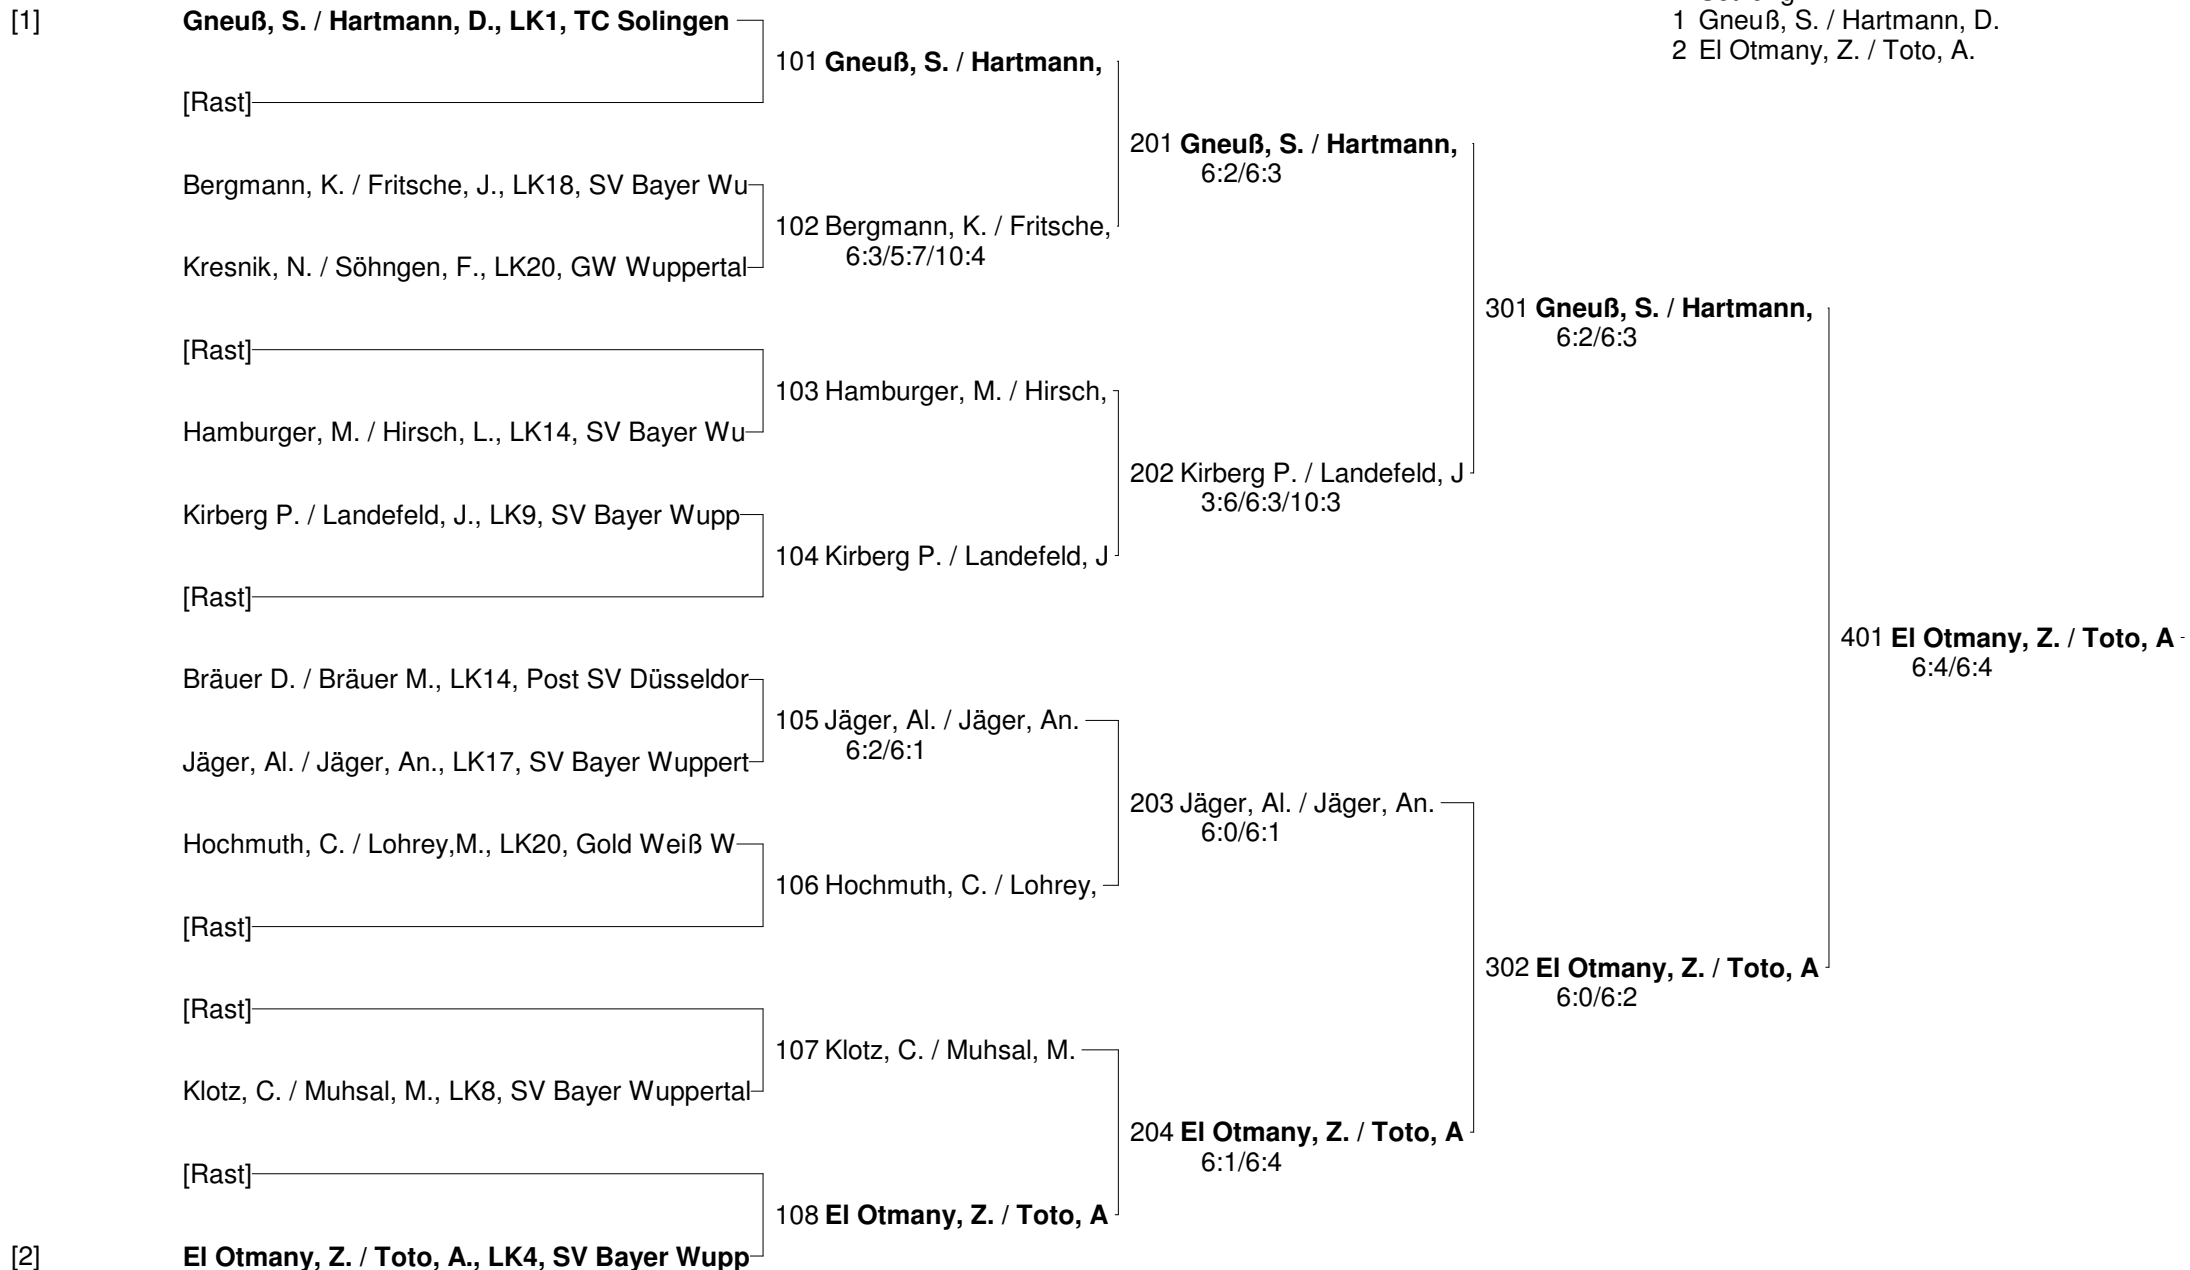 [1] Gneuß, S. / Hartmann, D., LK1, TC Solingen
1 Gneuß, S. / Hartmann, D.
2 El Otmany, Z. / Toto, A.
101 Gneuß, S. / Hartmann,
[Rast]
201 Gneuß, S. / Hartmann,
6:2/6:3
Bergmann, K. / Fritsche, J., LK18, SV Bayer Wu
102 Bergmann, K. / Fritsche,
6:3/5:7/10:4
Kresnik, N. / Söhngen, F., LK20, GW Wuppertal
301 Gneuß, S. / Hartmann,
6:2/6:3
[Rast]
103 Hamburger, M. / Hirsch,
Hamburger, M. / Hirsch, L., LK14, SV Bayer Wu
202 Kirberg P. / Landefeld, J
3:6/6:3/10:3
Kirberg P. / Landefeld, J., LK9, SV Bayer Wupp
104 Kirberg P. / Landefeld, J
[Rast]
401 El Otmany, Z. / Toto, A
6:4/6:4
Bräuer D. / Bräuer M., LK14, Post SV Düsseldor
105 Jäger, Al. / Jäger, An.
6:2/6:1
Jäger, Al. / Jäger, An., LK17, SV Bayer Wuppert
203 Jäger, Al. / Jäger, An.
6:0/6:1
Hochmuth, C. / Lohrey,M., LK20, Gold Weiß W
106 Hochmuth, C. / Lohrey,
[Rast]
302 El Otmany, Z. / Toto, A
6:0/6:2
[Rast]
107 Klotz, C. / Muhsal, M.
Klotz, C. / Muhsal, M., LK8, SV Bayer Wuppertal
204 El Otmany, Z. / Toto, A
6:1/6:4
[Rast]
108 El Otmany, Z. / Toto, A
[2] El Otmany, Z. / Toto, A., LK4, SV Bayer Wupp